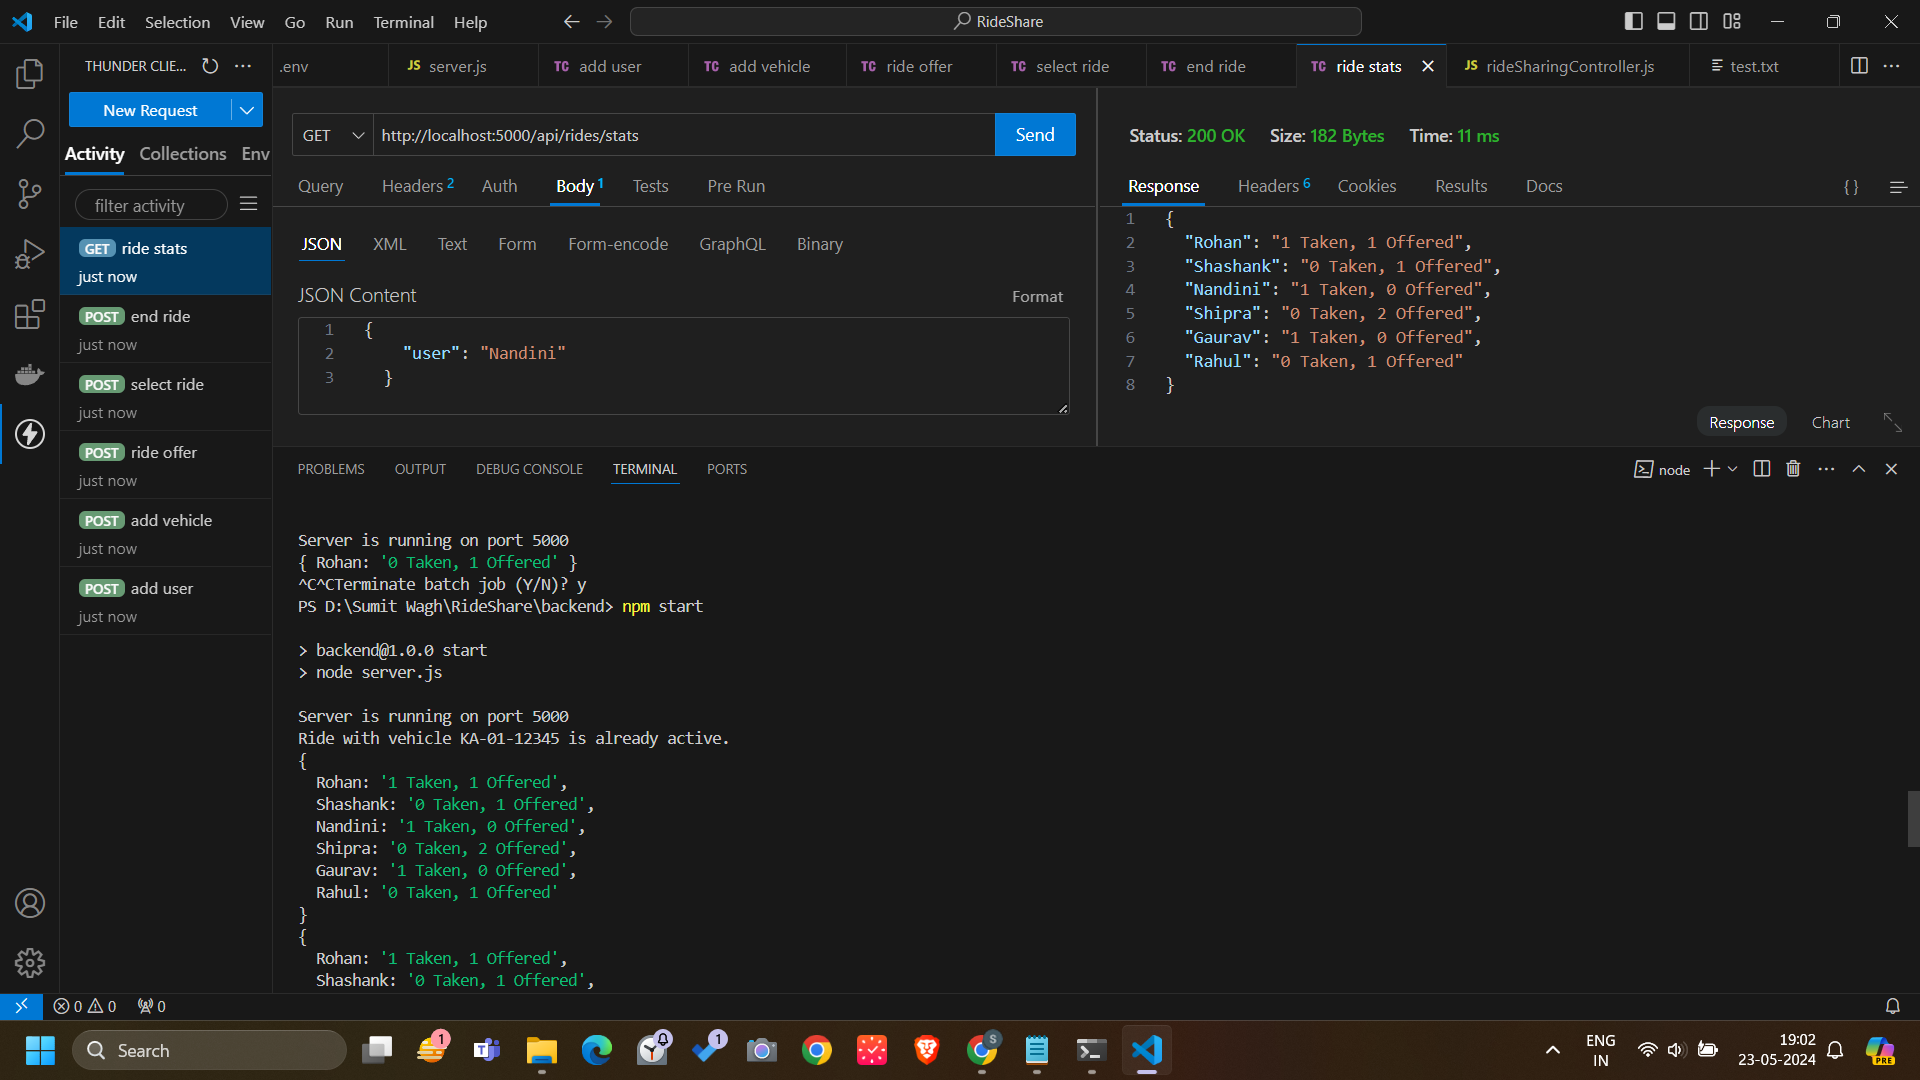 File Edit Selection View Go Run Terminal Help
RideShare
THUNDER CLIE...
.env
JS server.js
TC add user
TC add vehicle
TC ride offer
TC select ride
TC end ride
TC ride stats
JS rideSharingController.js
test.txt
New Request
Activity Collections Env
filter activity
GET ride stats
just now
POST end ride
just now
POST select ride
just now
POST ride offer
just now
POST add vehicle
just now
POST add user
just now
GET http://localhost:5000/api/rides/stats Send
Query Headers 2 Auth Body 1 Tests Pre Run
JSON XML Text Form Form-encode GraphQL Binary
JSON Content Format
1 {
2 "user": "Nandini"
3 }
Status: 200 OK Size: 182 Bytes Time: 11 ms
Response Headers 6 Cookies Results Docs { }
1 {
2 "Rohan": "1 Taken, 1 Offered",
3 "Shashank": "0 Taken, 1 Offered",
4 "Nandini": "1 Taken, 0 Offered",
5 "Shipra": "0 Taken, 2 Offered",
6 "Gaurav": "1 Taken, 0 Offered",
7 "Rahul": "0 Taken, 1 Offered"
8 }
Response Chart
PROBLEMS OUTPUT DEBUG CONSOLE TERMINAL PORTS
node
Server is running on port 5000
{ Rohan: '0 Taken, 1 Offered' }
^C^CTerminate batch job (Y/N)? y
PS D:\Sumit Wagh\RideShare\backend> npm start
> backend@1.0.0 start
> node server.js
Server is running on port 5000
Ride with vehicle KA-01-12345 is already active.
{
Rohan: '1 Taken, 1 Offered',
Shashank: '0 Taken, 1 Offered',
Nandini: '1 Taken, 0 Offered',
Shipra: '0 Taken, 2 Offered',
Gaurav: '1 Taken, 0 Offered',
Rahul: '0 Taken, 1 Offered'
}
{
Rohan: '1 Taken, 1 Offered',
Shashank: '0 Taken, 1 Offered',
0 0 0
Search
1
1
S
ENG
IN
19:02
23-05-2024
PRE